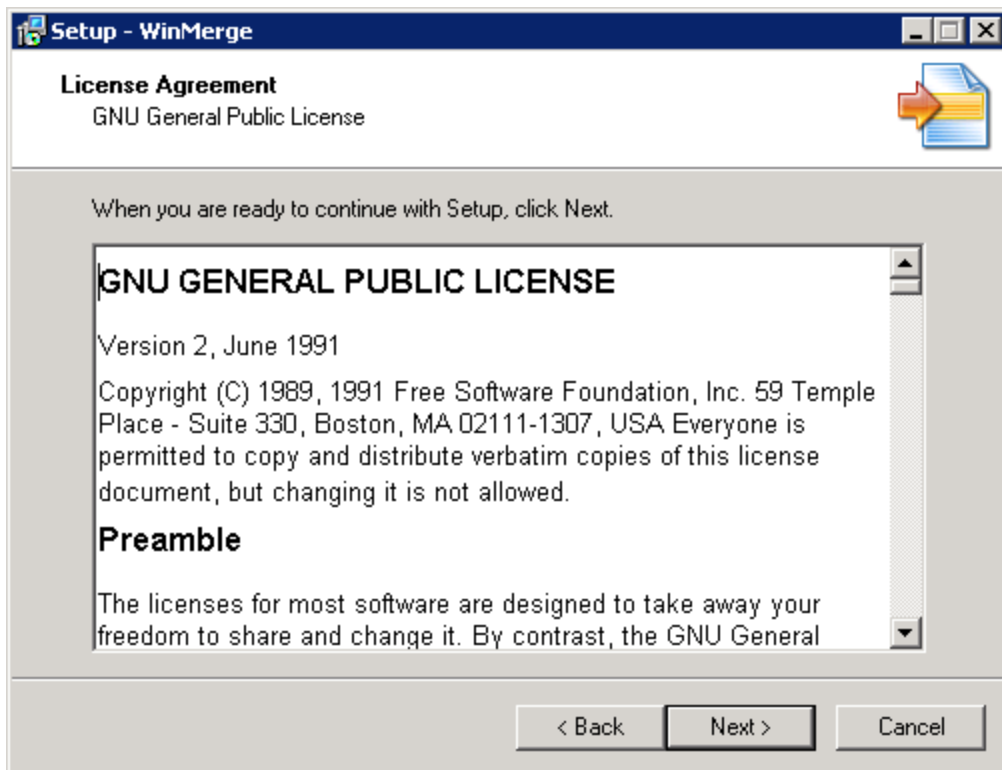 Setup - WinMerge
License Agreement
GNU General Public License
When you are ready to continue with Setup, click Next.
GNU GENERAL PUBLIC LICENSE
Version 2, June 1991
Copyright (C) 1989, 1991 Free Software Foundation, Inc. 59 Temple
Place - Suite 330, Boston, MA 02111-1307, USA Everyone is
permitted to copy and distribute verbatim copies of this license
document, but changing it is not allowed.
Preamble
The licenses for most software are designed to take away your
freedom to share and change it. By contrast, the GNU General
< Back
Next >
Cancel